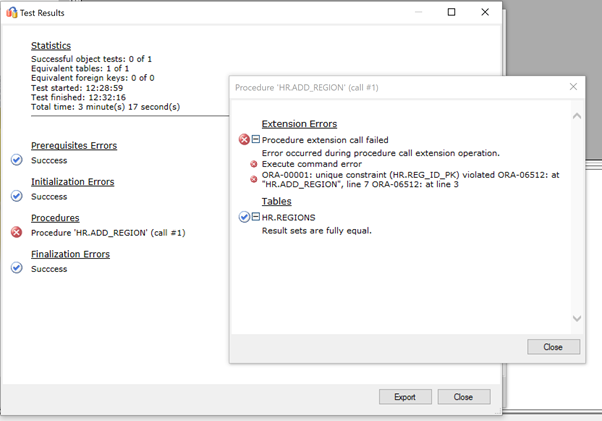 Test Results
Statistics
Successful object tests: 0 of 1
Equivalent tables: 1 of 1
Equivalent foreign keys: 0 of 0
Test started: 12:28:59
Test finished: 12:32:16
Total time: 3 minute(s) 17 second(s)
Prerequisites Errors
Succcess
Initialization Errors
Succcess
Procedures
Procedure 'HR.ADD_REGION' (call #1)
Finalization Errors
Succcess
Export
Close
Procedure 'HR.ADD_REGION' (call #1)
Extension Errors
Procedure extension call failed
Error occurred during procedure call extension operation.
Execute command error
ORA-00001: unique constraint (HR.REG_ID_PK) violated ORA-06512: at
"HR.ADD_REGION", line 7 ORA-06512: at line 3
Tables
HR.REGIONS
Result sets are fully equal.
Close